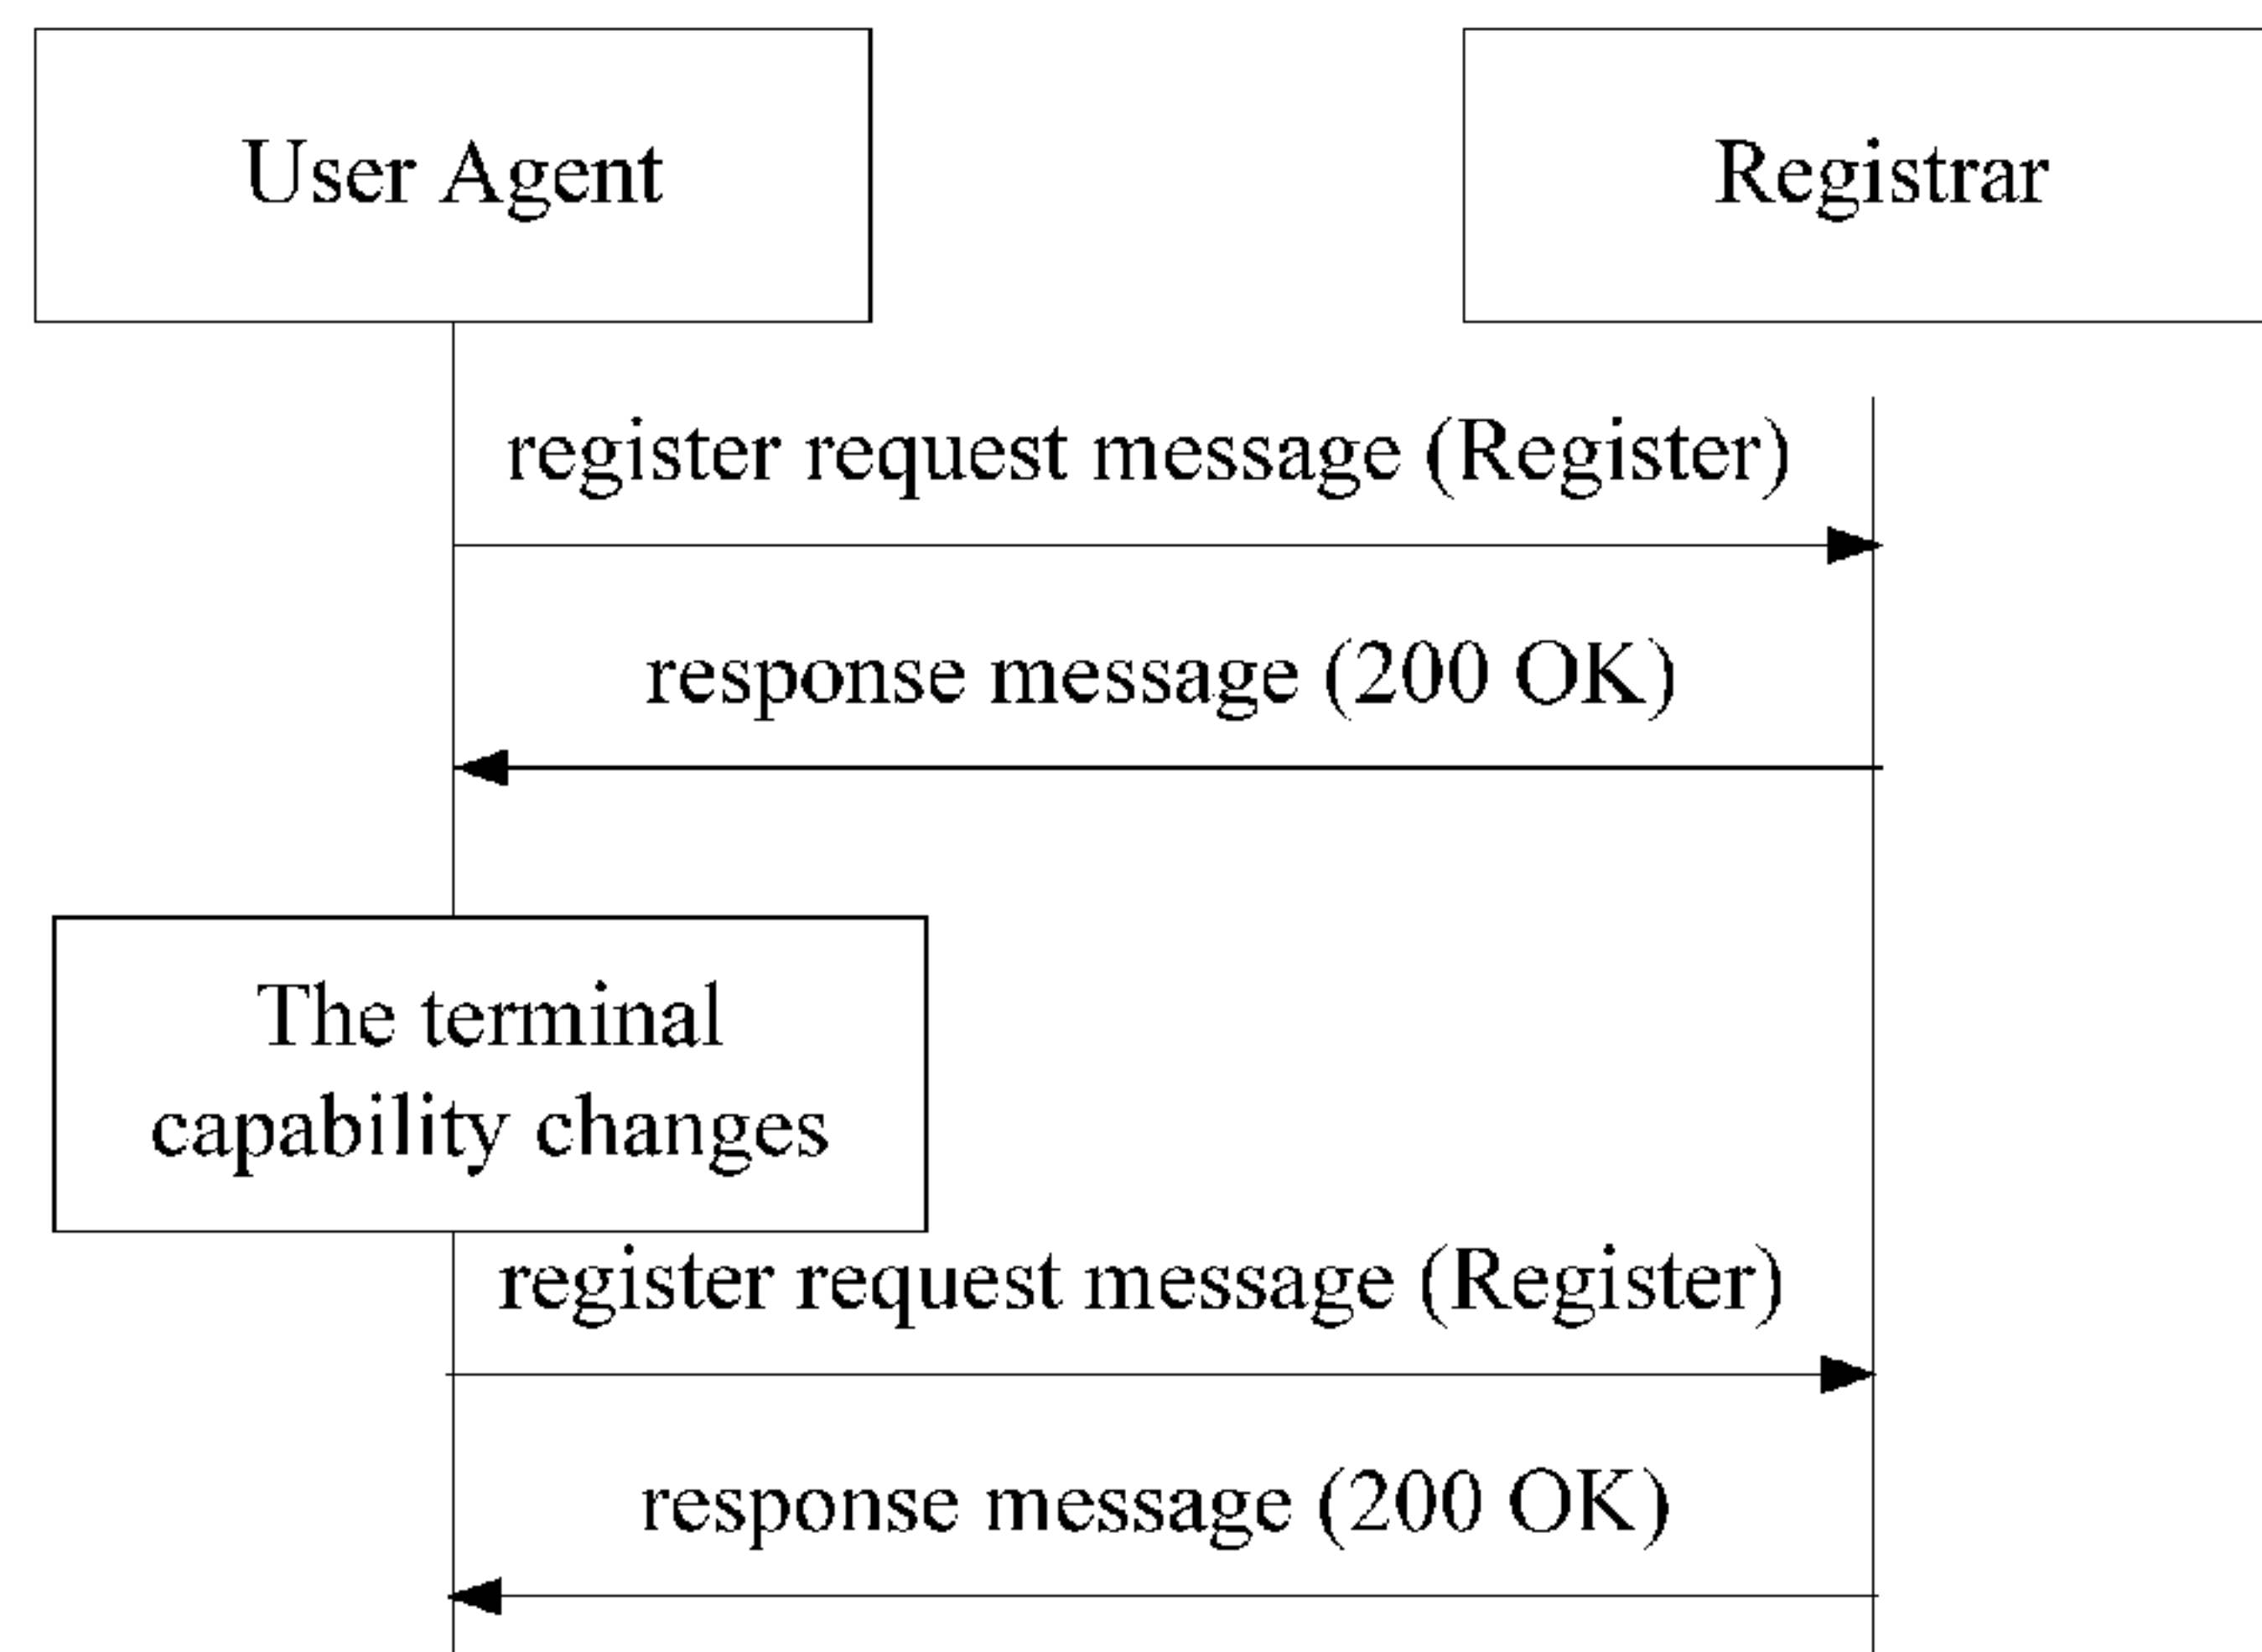 User Agent
Registrar
register request message (Register)
response message (200 OK)
The terminal
capability changes
register request message (Register)
response message (200 OK)